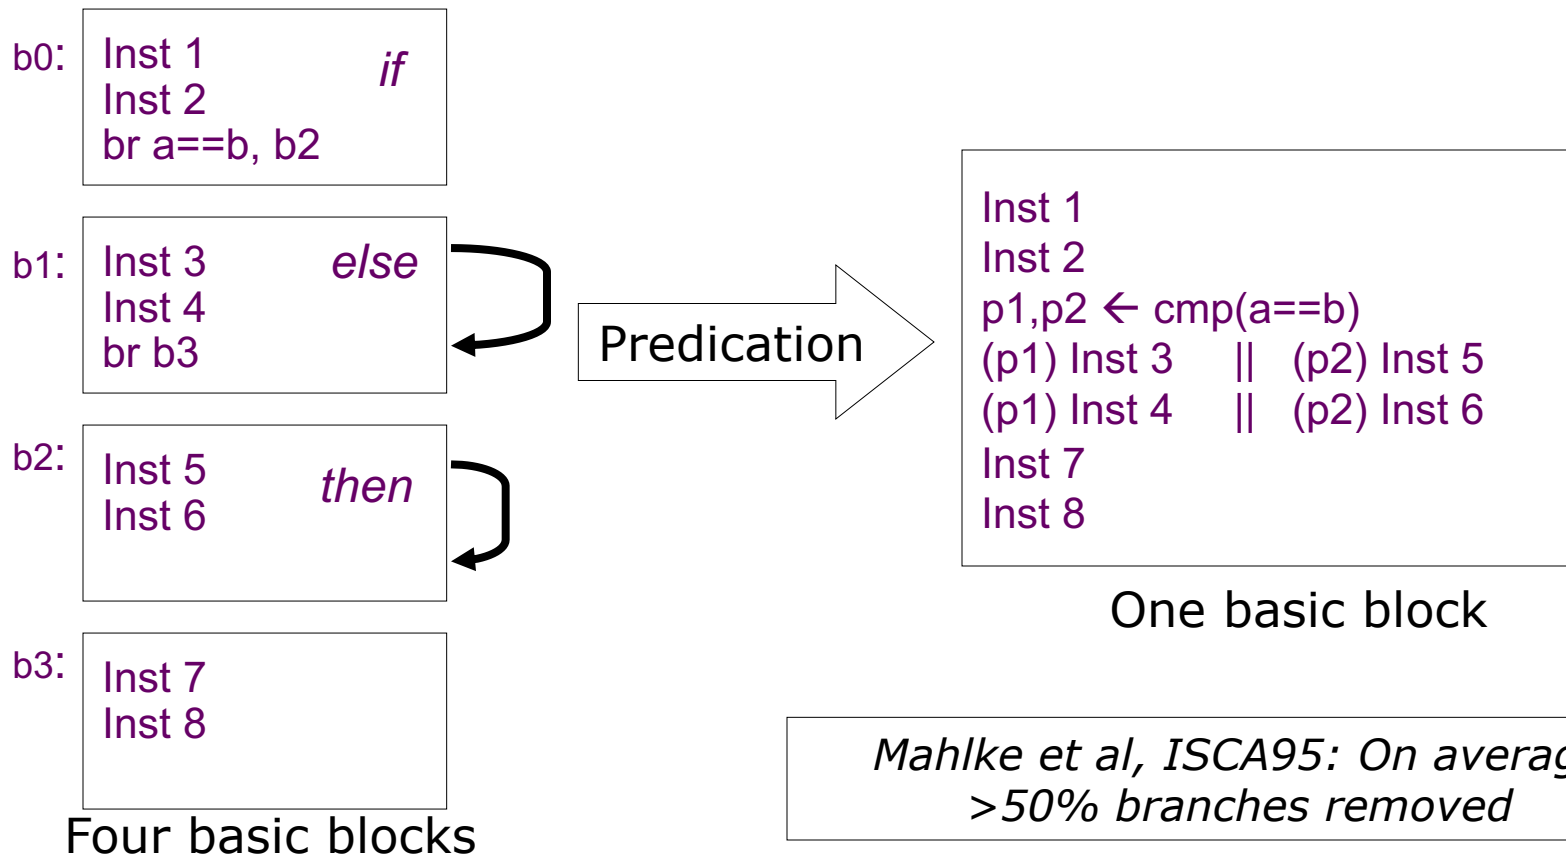 b0:
Inst 1
if
Inst 2
br a==b, b2
b1:
Inst 3
else
Inst 4
br b3
b2:
Inst 5
then
Inst 6
b3:
Inst 7
Inst 8
Four basic blocks
Predication
Inst 1
Inst 2
p1,p2 ← cmp(a==b)
(p1) Inst 3 || (p2) Inst 5
(p1) Inst 4 || (p2) Inst 6
Inst 7
Inst 8
One basic block
Mahlke et al, ISCA95: On
>50% branches removed